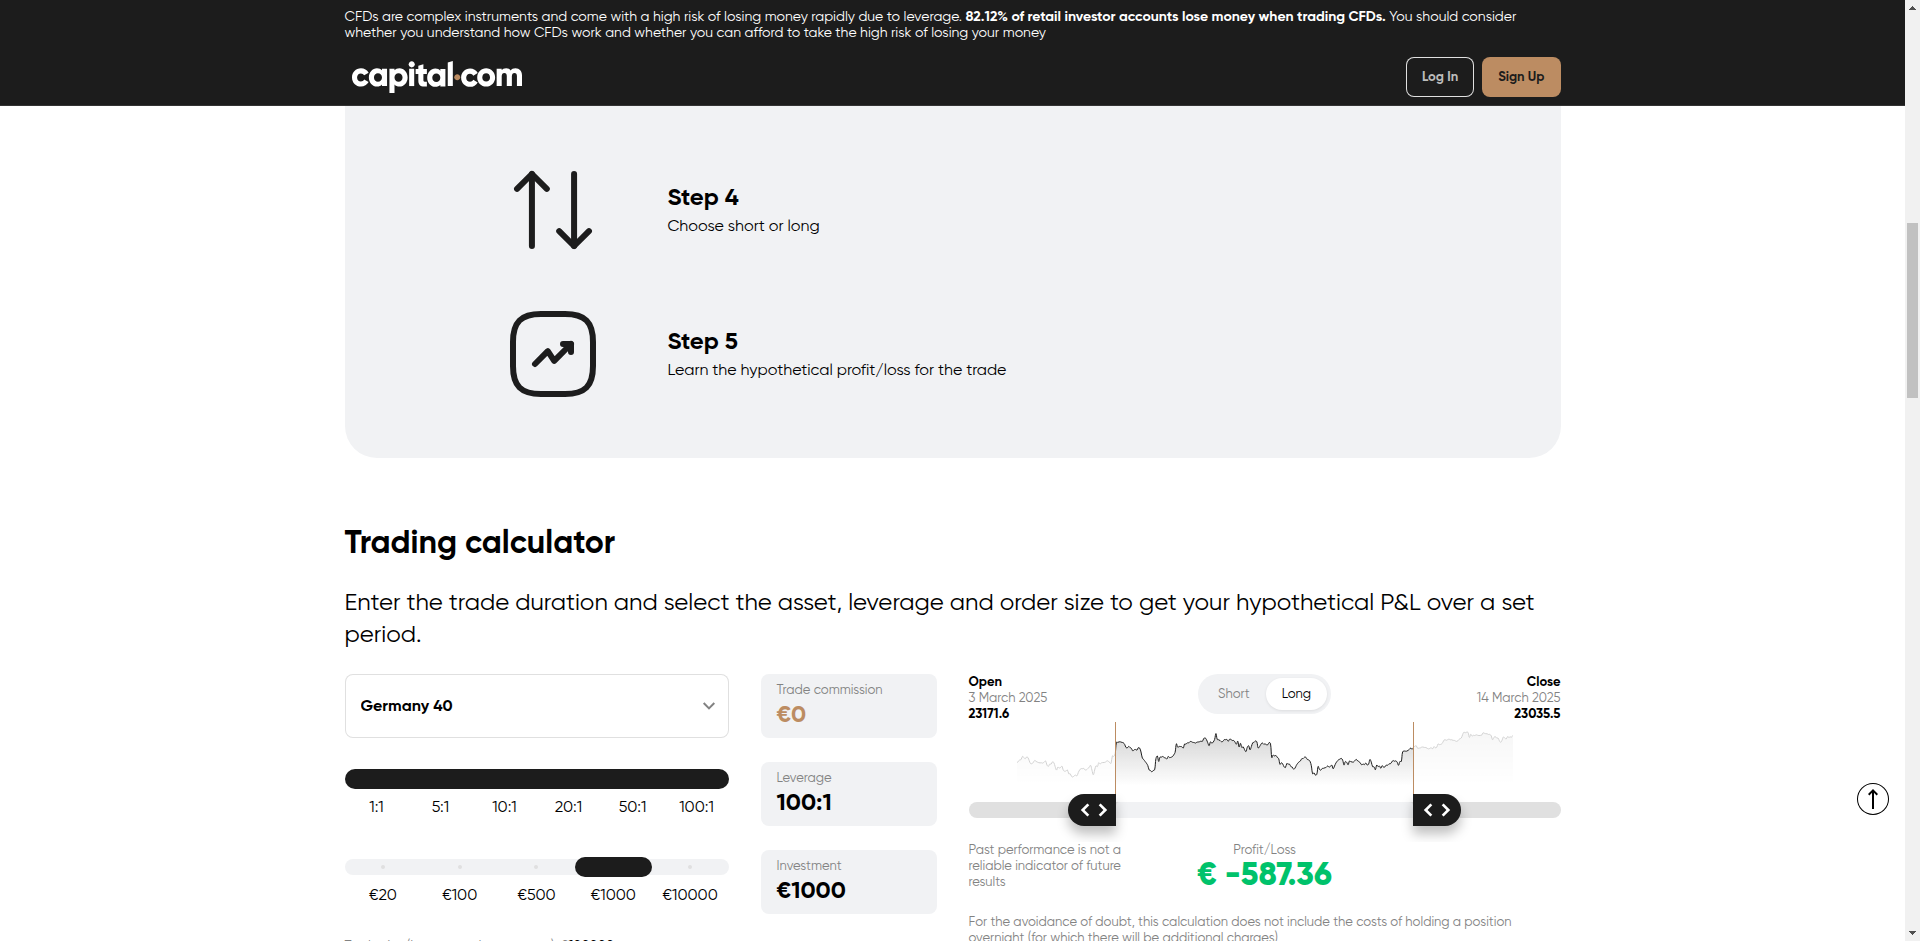 CFDs are complex instruments and come with a high risk of losing money rapidly due to leverage. 82.12% of retail investor accounts lose money when trading CFDs. You should consider
whether you understand how CFDs work and whether you can afford to take the high risk of losing your money
capital.com
Log In
Sign Up
Step 4
Choose short or long
Step 5
Learn the hypothetical profit/loss for the trade
Trading calculator
Enter the trade duration and select the asset, leverage and order size to get your hypothetical P&L over a set
period.
Germany 40
1:1 5:1 10:1 20:1 50:1 100:1
€20 €100 €500 €1000 €10000
Trade commission
€0
Leverage
100:1
Investment
€1000
Open
3 March 2025
23171.6
Short Long
Close
14 March 2025
23035.5
Past performance is not a
reliable indicator of future
results
Profit/Loss
€ -587.36
For the avoidance of doubt, this calculation does not include the costs of holding a position
overnight (for which there will be additional charges)